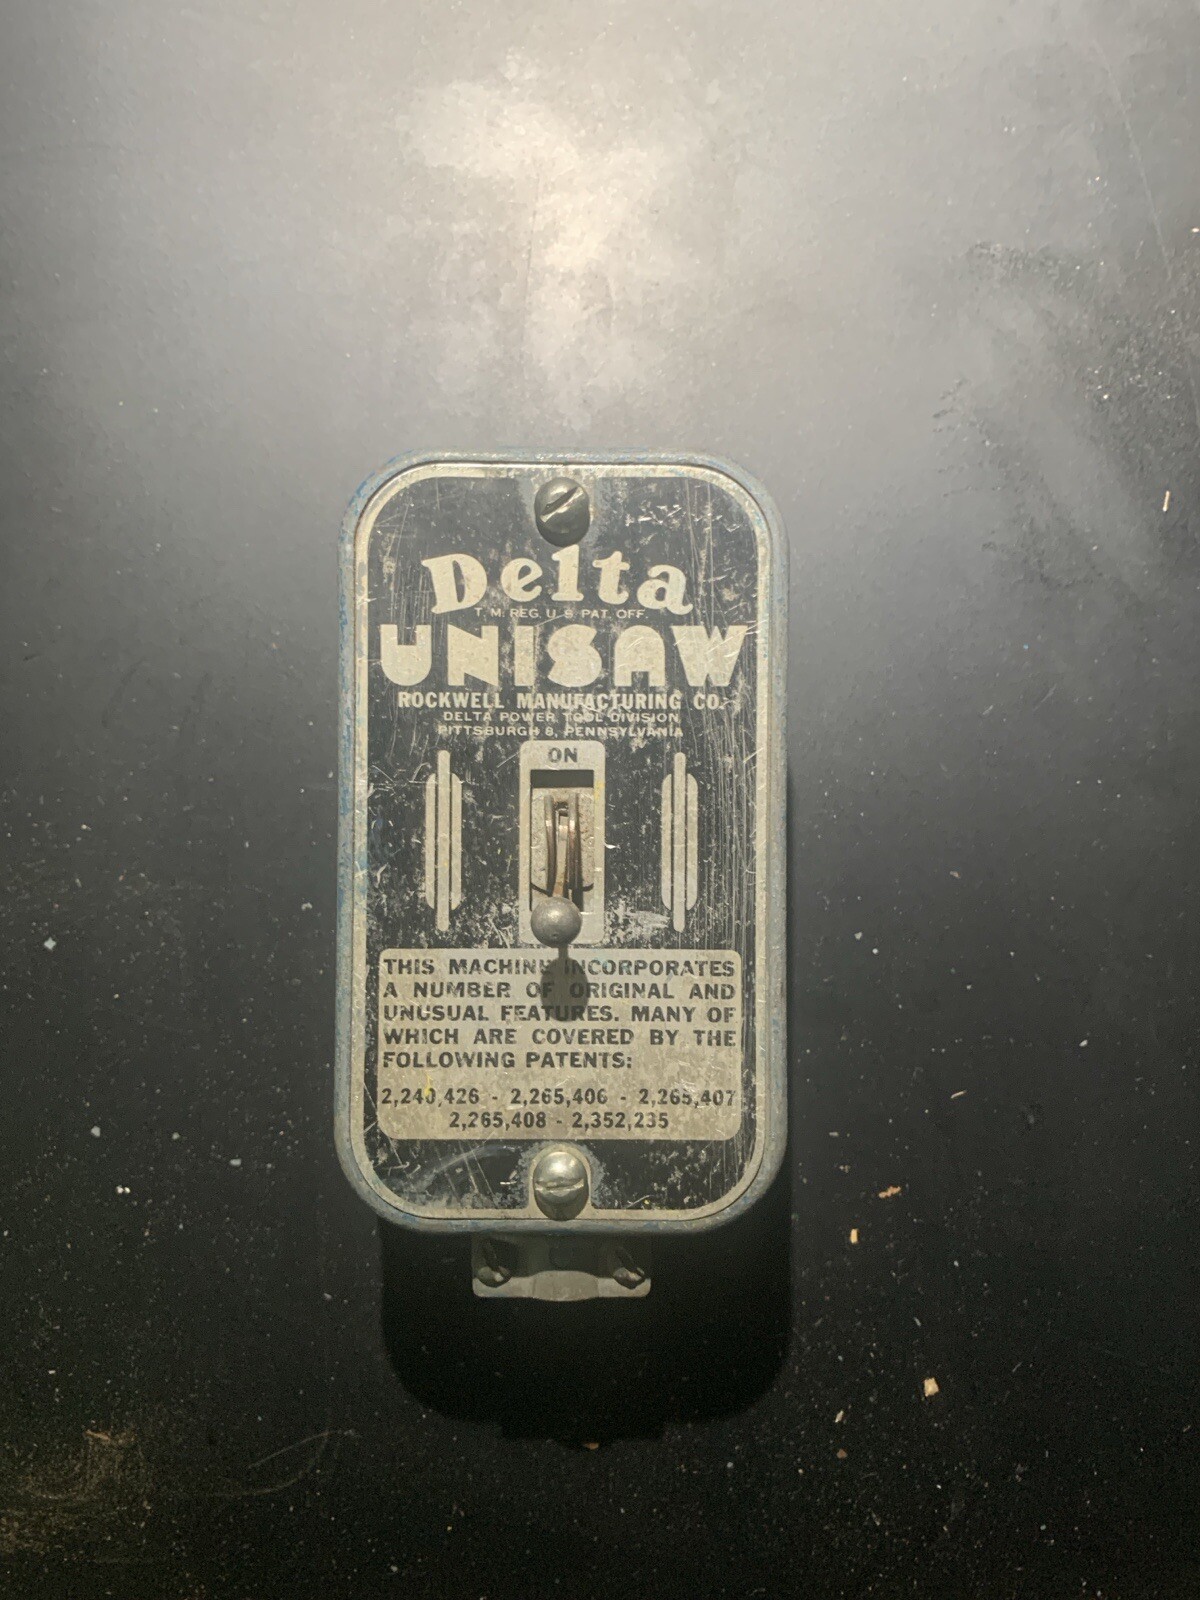 Delta
T. M. REG. U. S. PAT. OFF.
UNISAW
ROCKWELL MANUFACTURING CO.
DELTA POWER TOOL DIVISION
PITTSBURGH 8, PENNSYLVANIA
ON
THIS MACHINE INCORPORATES
A NUMBER OF ORIGINAL AND
UNUSUAL FEATURES. MANY OF
WHICH ARE COVERED BY THE
FOLLOWING PATENTS:
2,240,426 - 2,265,406 - 2,265,407
2,265,408 - 2,352,235